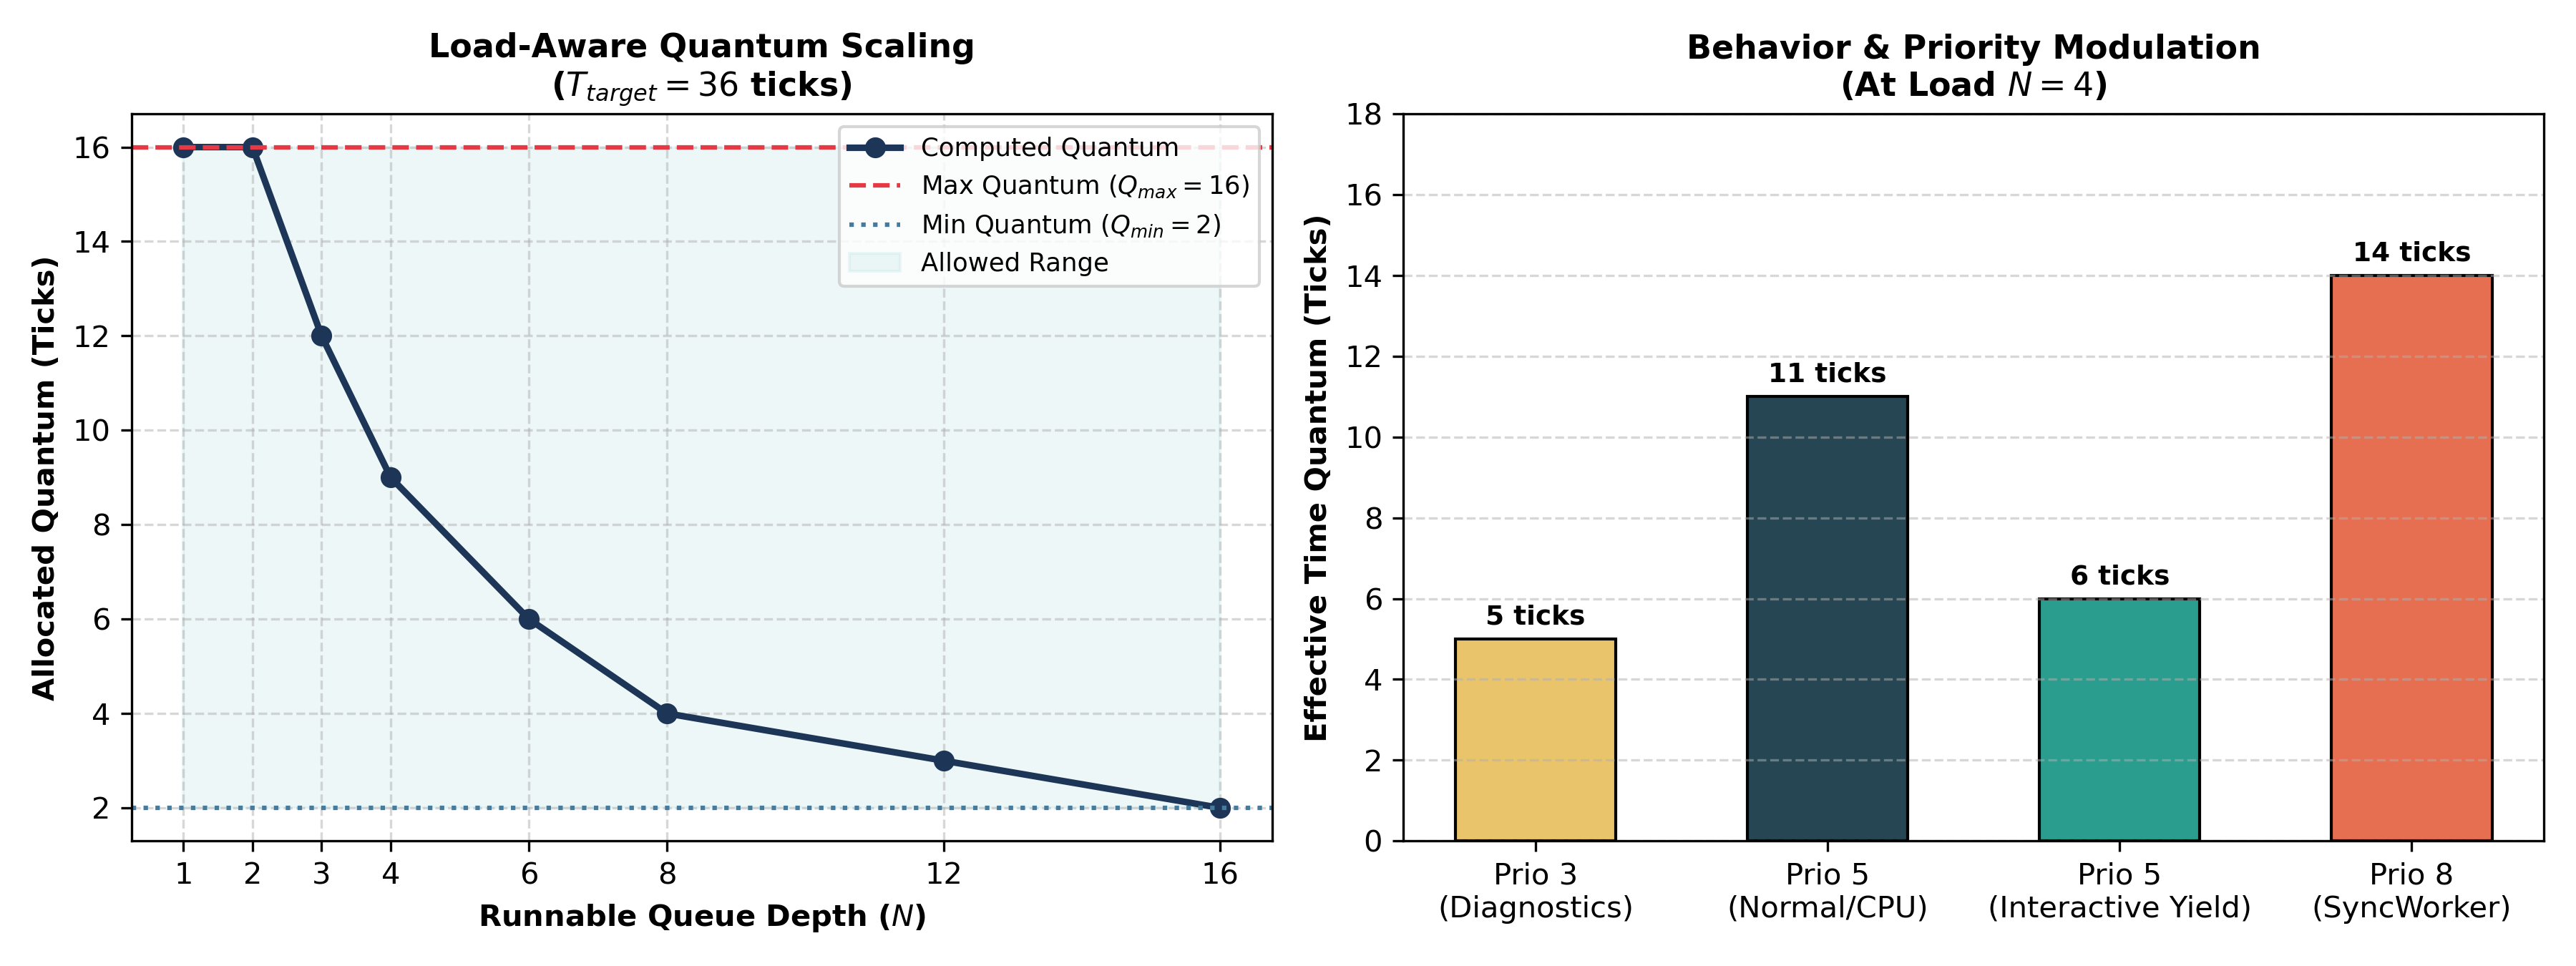 Load-Aware Quantum Scaling
(T_target = 36 ticks)
Allocated Quantum (Ticks)
16
14
12
10
8
6
4
2
Computed Quantum
Max Quantum (Q_max = 16)
Min Quantum (Q_min = 2)
Allowed Range
1 2 3 4 6 8 12 16
Runnable Queue Depth (N)
Behavior & Priority Modulation
(At Load N = 4)
Effective Time Quantum (Ticks)
18
16
14
12
10
8
6
4
2
0
5 ticks
11 ticks
6 ticks
14 ticks
Prio 3
(Diagnostics)
Prio 5
(Normal/CPU)
Prio 5
(Interactive Yield)
Prio 8
(SyncWorker)